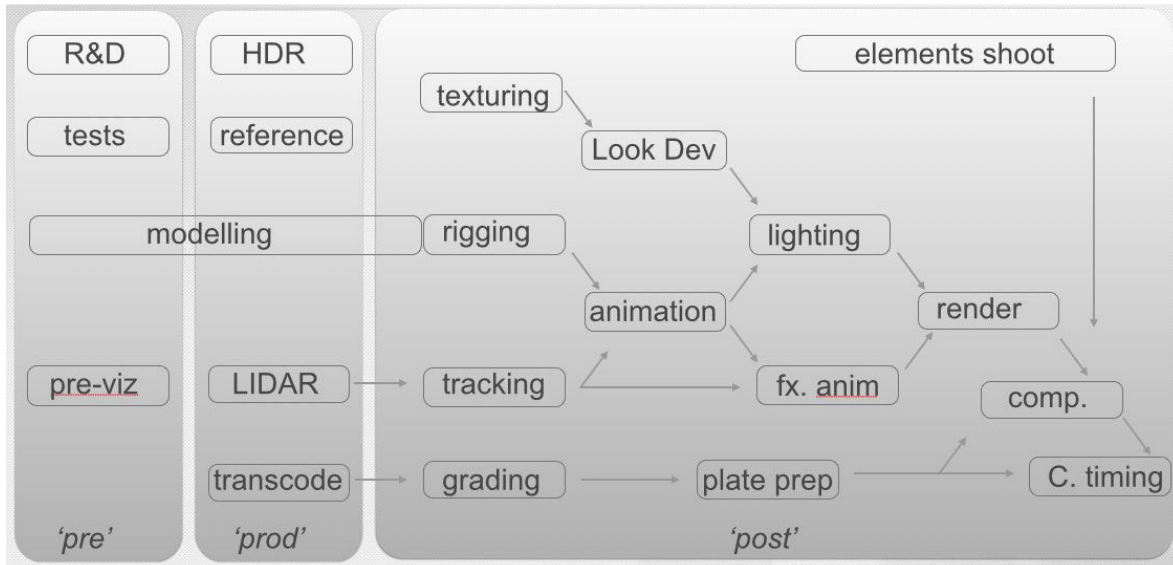 R&D
HDR
elements shoot
texturing
tests
reference
Look Dev
modelling
rigging
lighting
animation
render
pre-viz
LIDAR
tracking
fx. anim
comp.
transcode
grading
plate prep
C. timing
‘pre’
‘prod’
‘post’